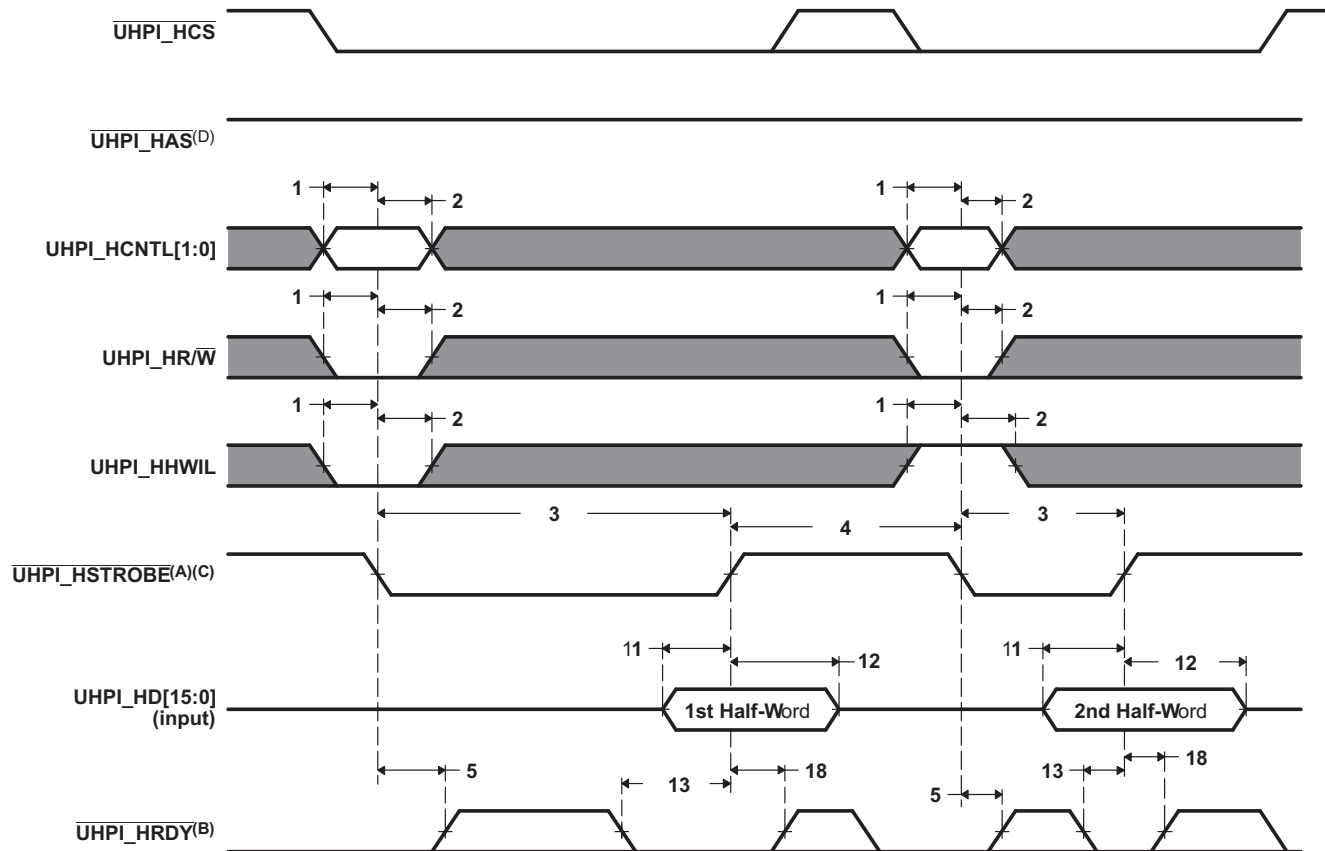 UHPI_HCS
UHPI_HAS(D)
1
2
1
2
UHPI_HCNTL[1:0]
1
2
1
2
UHPI_HR/W
1
2
1
2
UHPI_HHWIL
3
4
3
UHPI_HSTROBE(A)(C)
11
12
11
12
UHPI_HD[15:0]
(input)
1st Half-Word
2nd Half-Word
5
13
18
5
13
18
UHPI_HRDY(B)